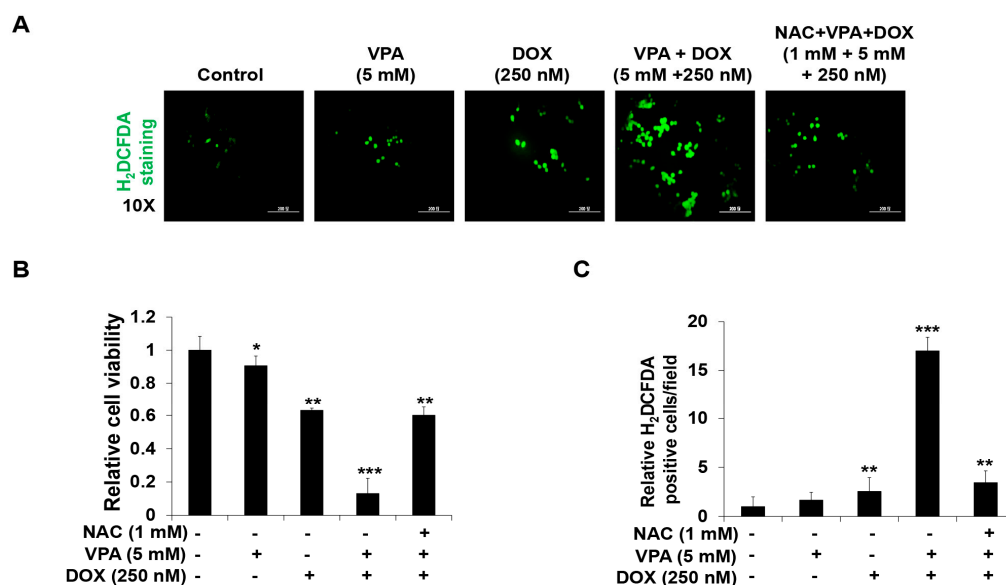 A
Control
VPA
(5 mM)
DOX
(250 nM)
VPA + DOX
(5 mM +250 nM)
NAC+VPA+DOX
(1 mM + 5 mM
+ 250 nM)
H₂DCFDA
staining
10X
B
Relative cell viability
1.2
1
0.8
0.6
0.4
0.2
0
*
**
***
**
NAC (1 mM) - - - - +
VPA (5 mM) - + - + +
DOX (250 nM) - - + + +
C
Relative H₂DCFDA
positive cells/field
20
15
10
5
0
**
***
**
NAC (1 mM) - - - - +
VPA (5 mM) - + - + +
DOX (250 nM) - - + + +